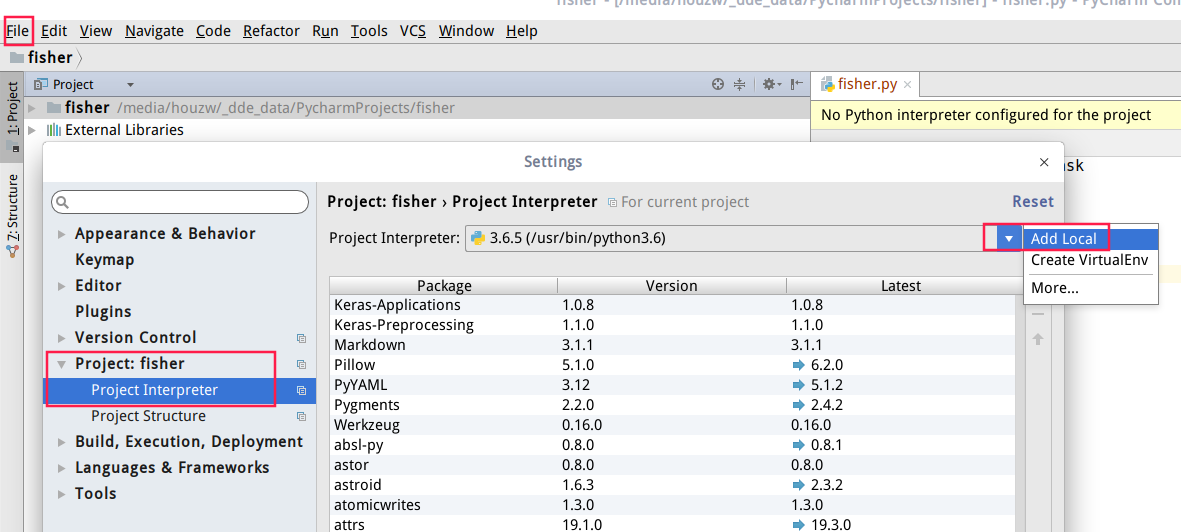 fisher - [/media/houzw/_dde_data/PycharmProjects/fisher] - fisher.py - PyCharm Com
File Edit View Navigate Code Refactor Run Tools VCS Window Help
fisher
1: Project
Project
fisher.py
fisher /media/houzw/_dde_data/PycharmProjects/fisher
No Python interpreter configured for the project
External Libraries
Settings
ask
7: Structure
Project: fisher › Project Interpreter For current project Reset
Appearance & Behavior
Project Interpreter: 3.6.5 (/usr/bin/python3.6)
Add Local
Keymap
Create VirtualEnv
Editor
More...
Package Version Latest
Plugins
Keras-Applications 1.0.8 1.0.8
Keras-Preprocessing 1.1.0 1.1.0
Version Control
Markdown 3.1.1 3.1.1
Project: fisher
Pillow 5.1.0 6.2.0
Project Interpreter
PyYAML 3.12 5.1.2
Pygments 2.2.0 2.4.2
Project Structure
Werkzeug 0.16.0 0.16.0
Build, Execution, Deployment
absl-py 0.8.0 0.8.1
Languages & Frameworks
astor 0.8.0 0.8.0
astroid 1.6.3 2.3.2
Tools
atomicwrites 1.3.0 1.3.0
attrs 19.1.0 19.3.0